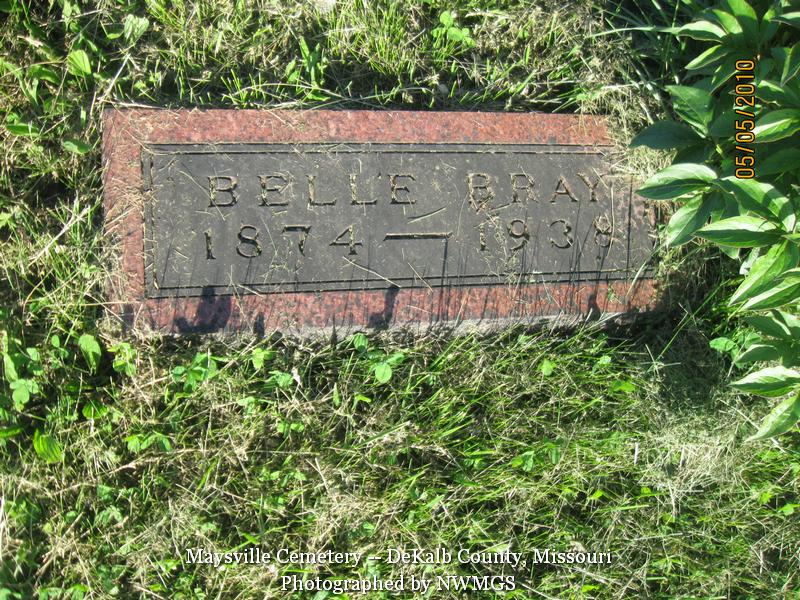 BELLE BRAY
1874 — 1938
05/05/2010
Maysville Cemetery -- DeKalb County, Missouri
Photographed by NWMGS